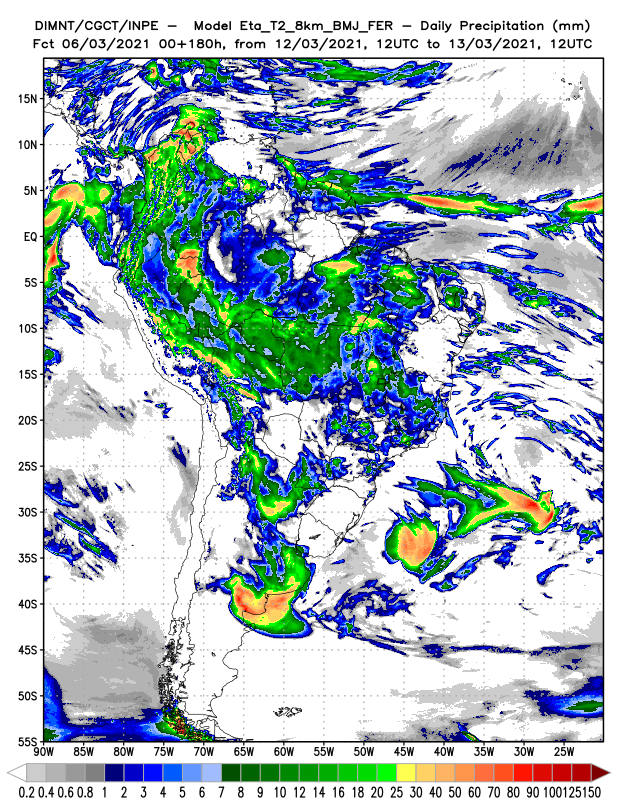 DIMNT/CGCT/INPE – Model Eta_T2_8km_BMJ_FER – Daily Precipitation (mm)
Fct 06/03/2021 00+180h, from 12/03/2021, 12UTC to 13/03/2021, 12UTC
15N
10N
5N
EQ
5S
10S
15S
20S
25S
30S
35S
40S
45S
50S
55S
90W 85W 80W 75W 70W 65W 60W 55W 50W 45W 40W 35W 30W 25W
0.2 0.4 0.6 0.8 1 2 3 4 5 6 7 8 9 10 12 14 16 18 20 25 30 40 50 60 70 80 90 100 125 150